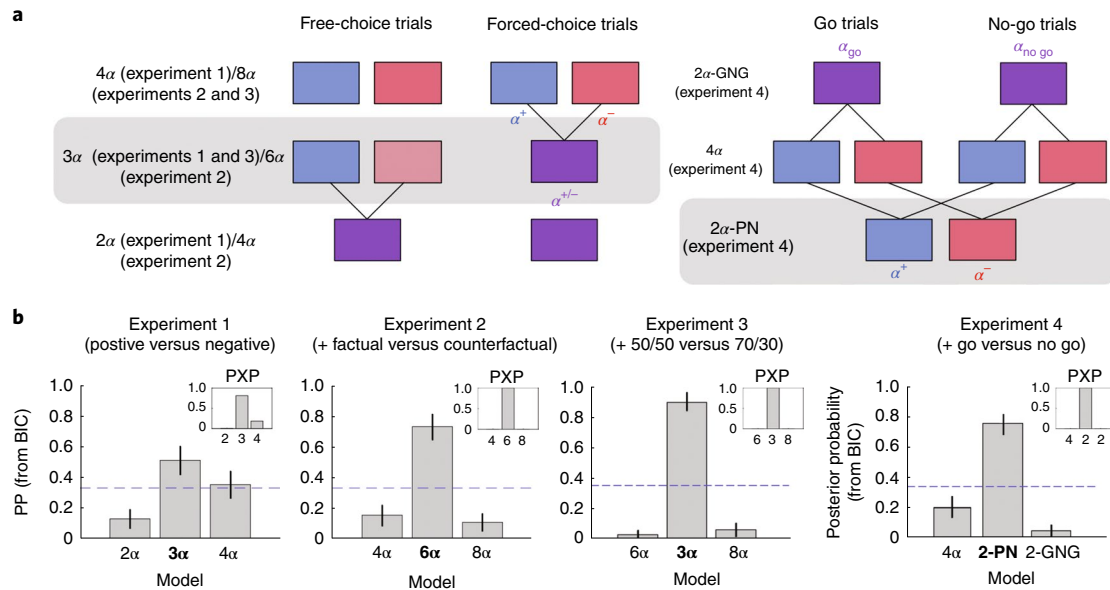 a
Free-choice trials
Forced-choice trials
Go trials
No-go trials
4α (experiment 1)/8α
(experiments 2 and 3)
α+
α−
3α (experiments 1 and 3)/6α
(experiment 2)
α+/−
2α (experiment 1)/4α
(experiment 2)
αgo
αno go
2α-GNG
(experiment 4)
4α
(experiment 4)
2α-PN
(experiment 4)
α+
α−
b
Experiment 1
(postive versus negative)
PP (from BIC)
1.0
0.8
0.6
0.4
0.2
0
PXP
1.0
0.5
0
2 3 4
2α 3α 4α
Model
Experiment 2
(+ factual versus counterfactual)
1.0
0.8
0.6
0.4
0.2
0
PXP
1.0
0.5
0
4 6 8
4α 6α 8α
Model
Experiment 3
(+ 50/50 versus 70/30)
1.0
0.8
0.6
0.4
0.2
0
PXP
1.0
0.5
0
6 3 8
6α 3α 8α
Model
Experiment 4
(+ go versus no go)
Posterior probability
(from BIC)
1.0
0.8
0.6
0.4
0.2
0
PXP
1.0
0.5
0
4 2 2
4α 2-PN 2-GNG
Model